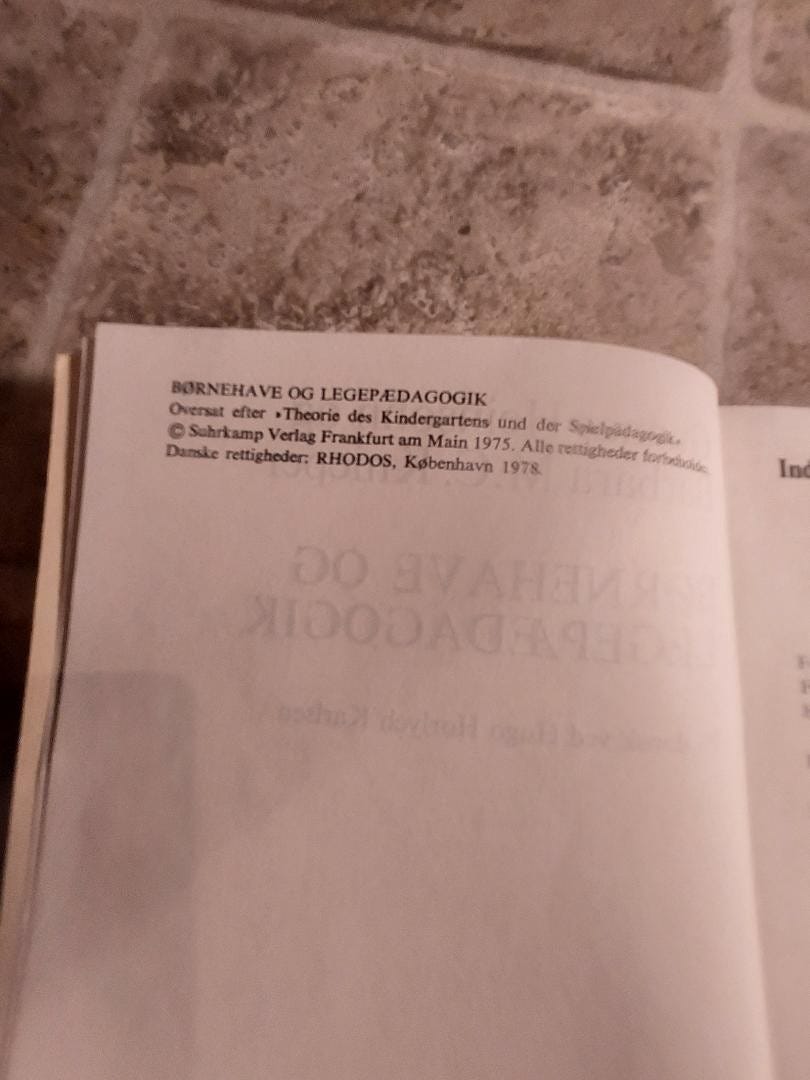 BØRNEHAVE OG LEGEPÆDAGOGIK
Oversat efter »Theorie des Kindergartens und der Spielpädagogik«
© Suhrkamp Verlag Frankfurt am Main 1975. Alle rettigheder forbeholdes
Danske rettigheder: RHODOS, København 1978.
Ind